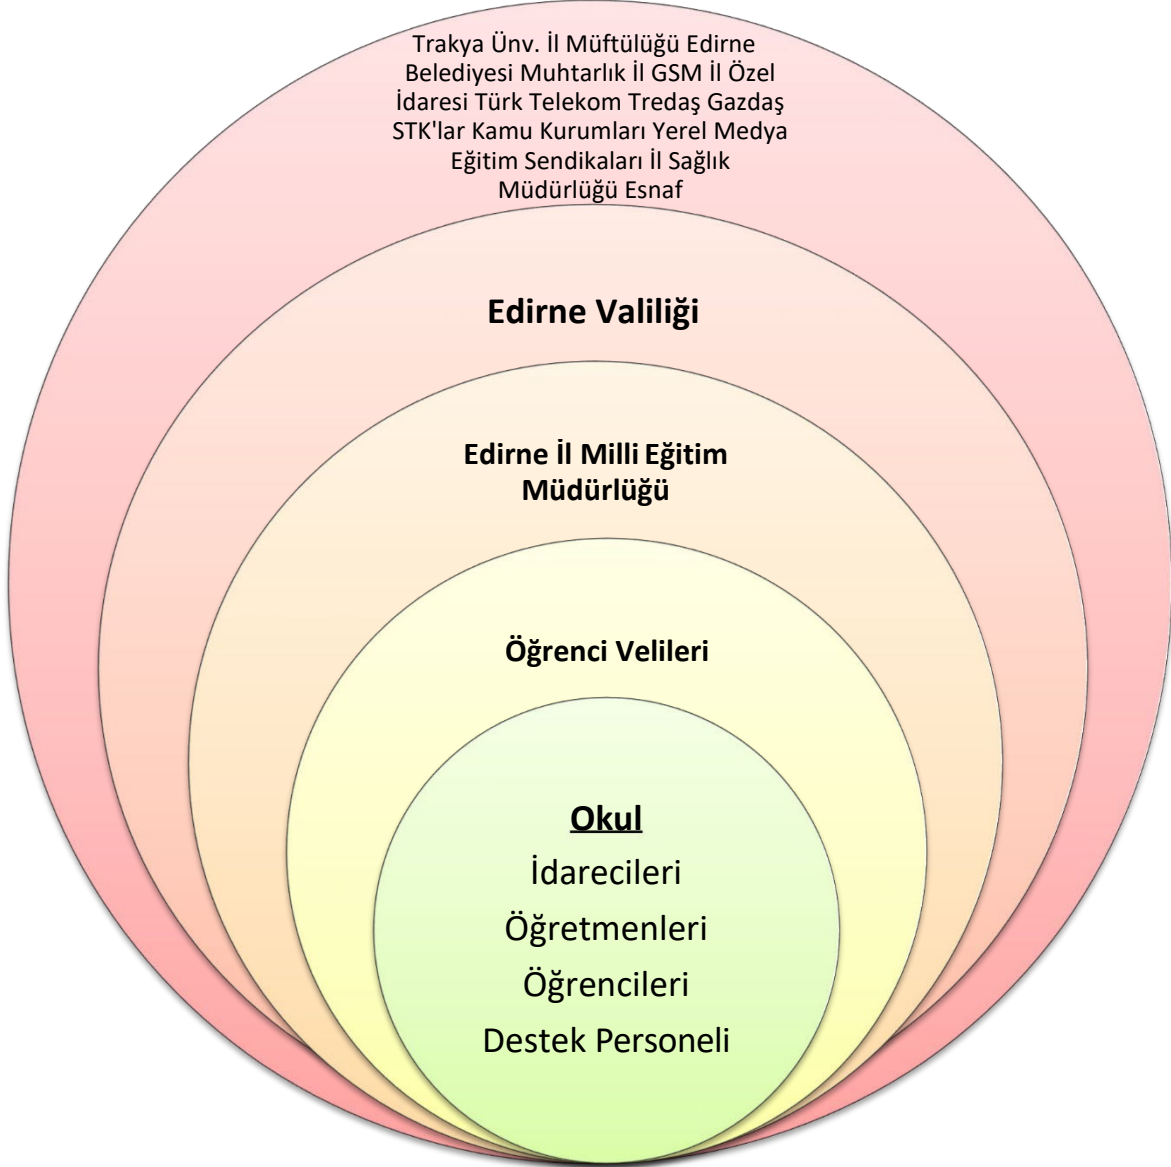 Trakya Ünv. İl Müftülüğü Edirne
Belediyesi Muhtarlık İl GSM İl Özel
İdaresi Türk Telekom Tredaş Gazdaş
STK'lar Kamu Kurumları Yerel Medya
Eğitim Sendikaları İl Sağlık
Müdürlüğü Esnaf
Edirne Valiliği
Edirne İl Milli Eğitim
Müdürlüğü
Öğrenci Velileri
Okul
İdarecileri
Öğretmenleri
Öğrencileri
Destek Personeli